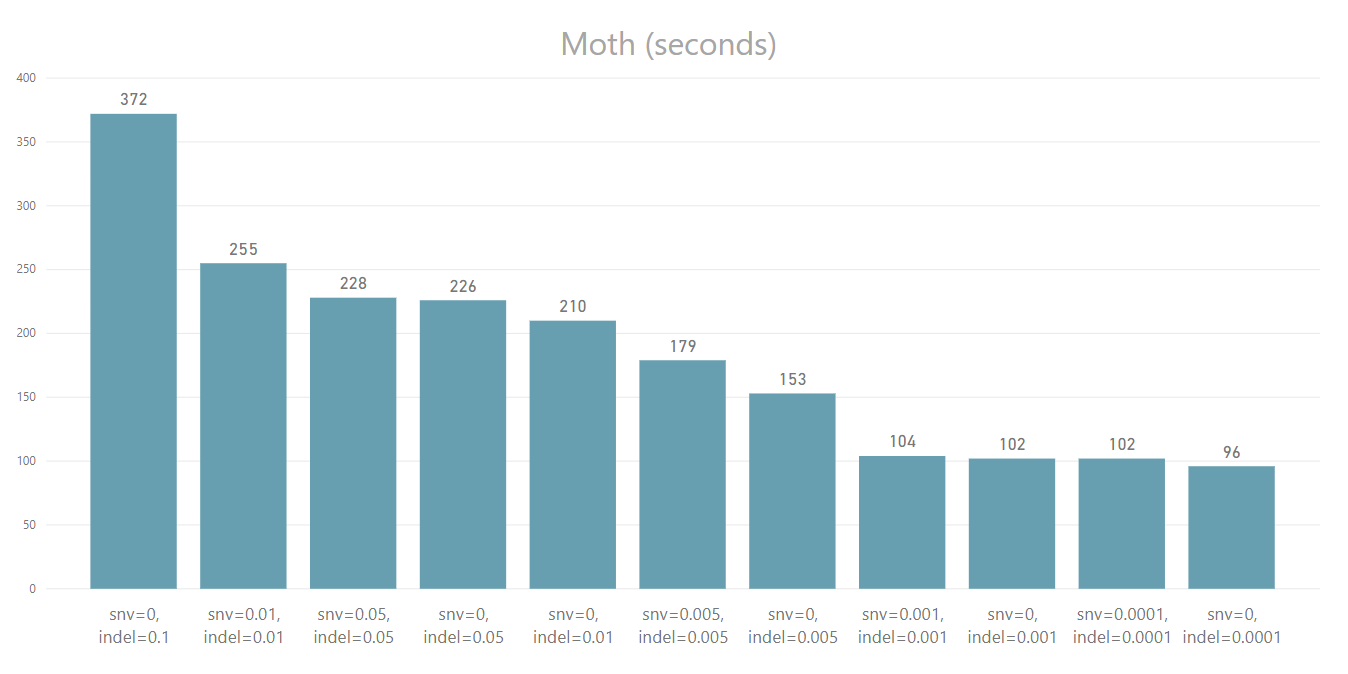 Moth (seconds)
400
350
300
250
200
150
100
50
0
372
255
228
226
210
179
153
104
102
102
96
snv=0,
indel=0.1
snv=0.01,
indel=0.01
snv=0.05,
indel=0.05
snv=0,
indel=0.05
snv=0,
indel=0.01
snv=0.005,
indel=0.005
snv=0,
indel=0.005
snv=0.001,
indel=0.001
snv=0,
indel=0.001
snv=0.0001,
indel=0.0001
snv=0,
indel=0.0001